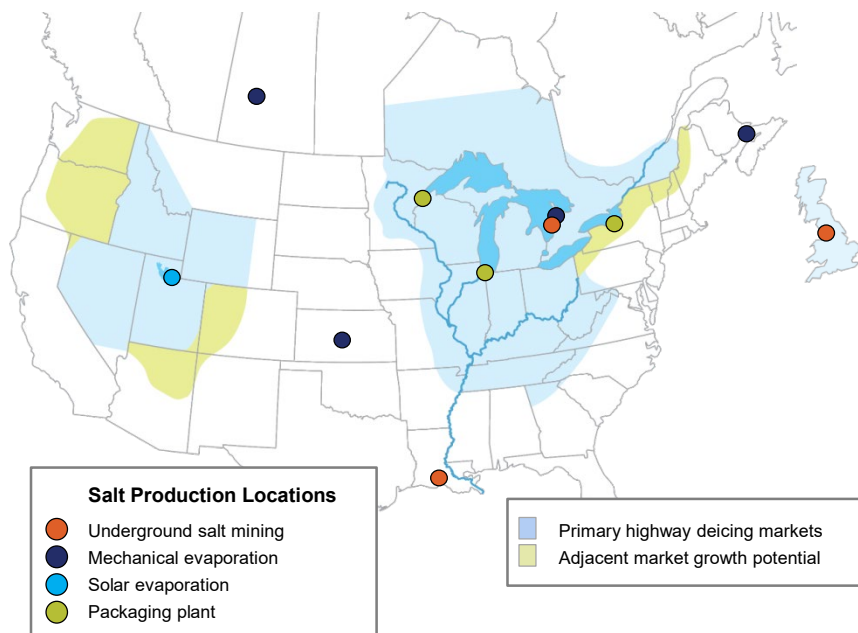 Salt Production Locations
Underground salt mining
Mechanical evaporation
Solar evaporation
Packaging plant
Primary highway deicing markets
Adjacent market growth potential